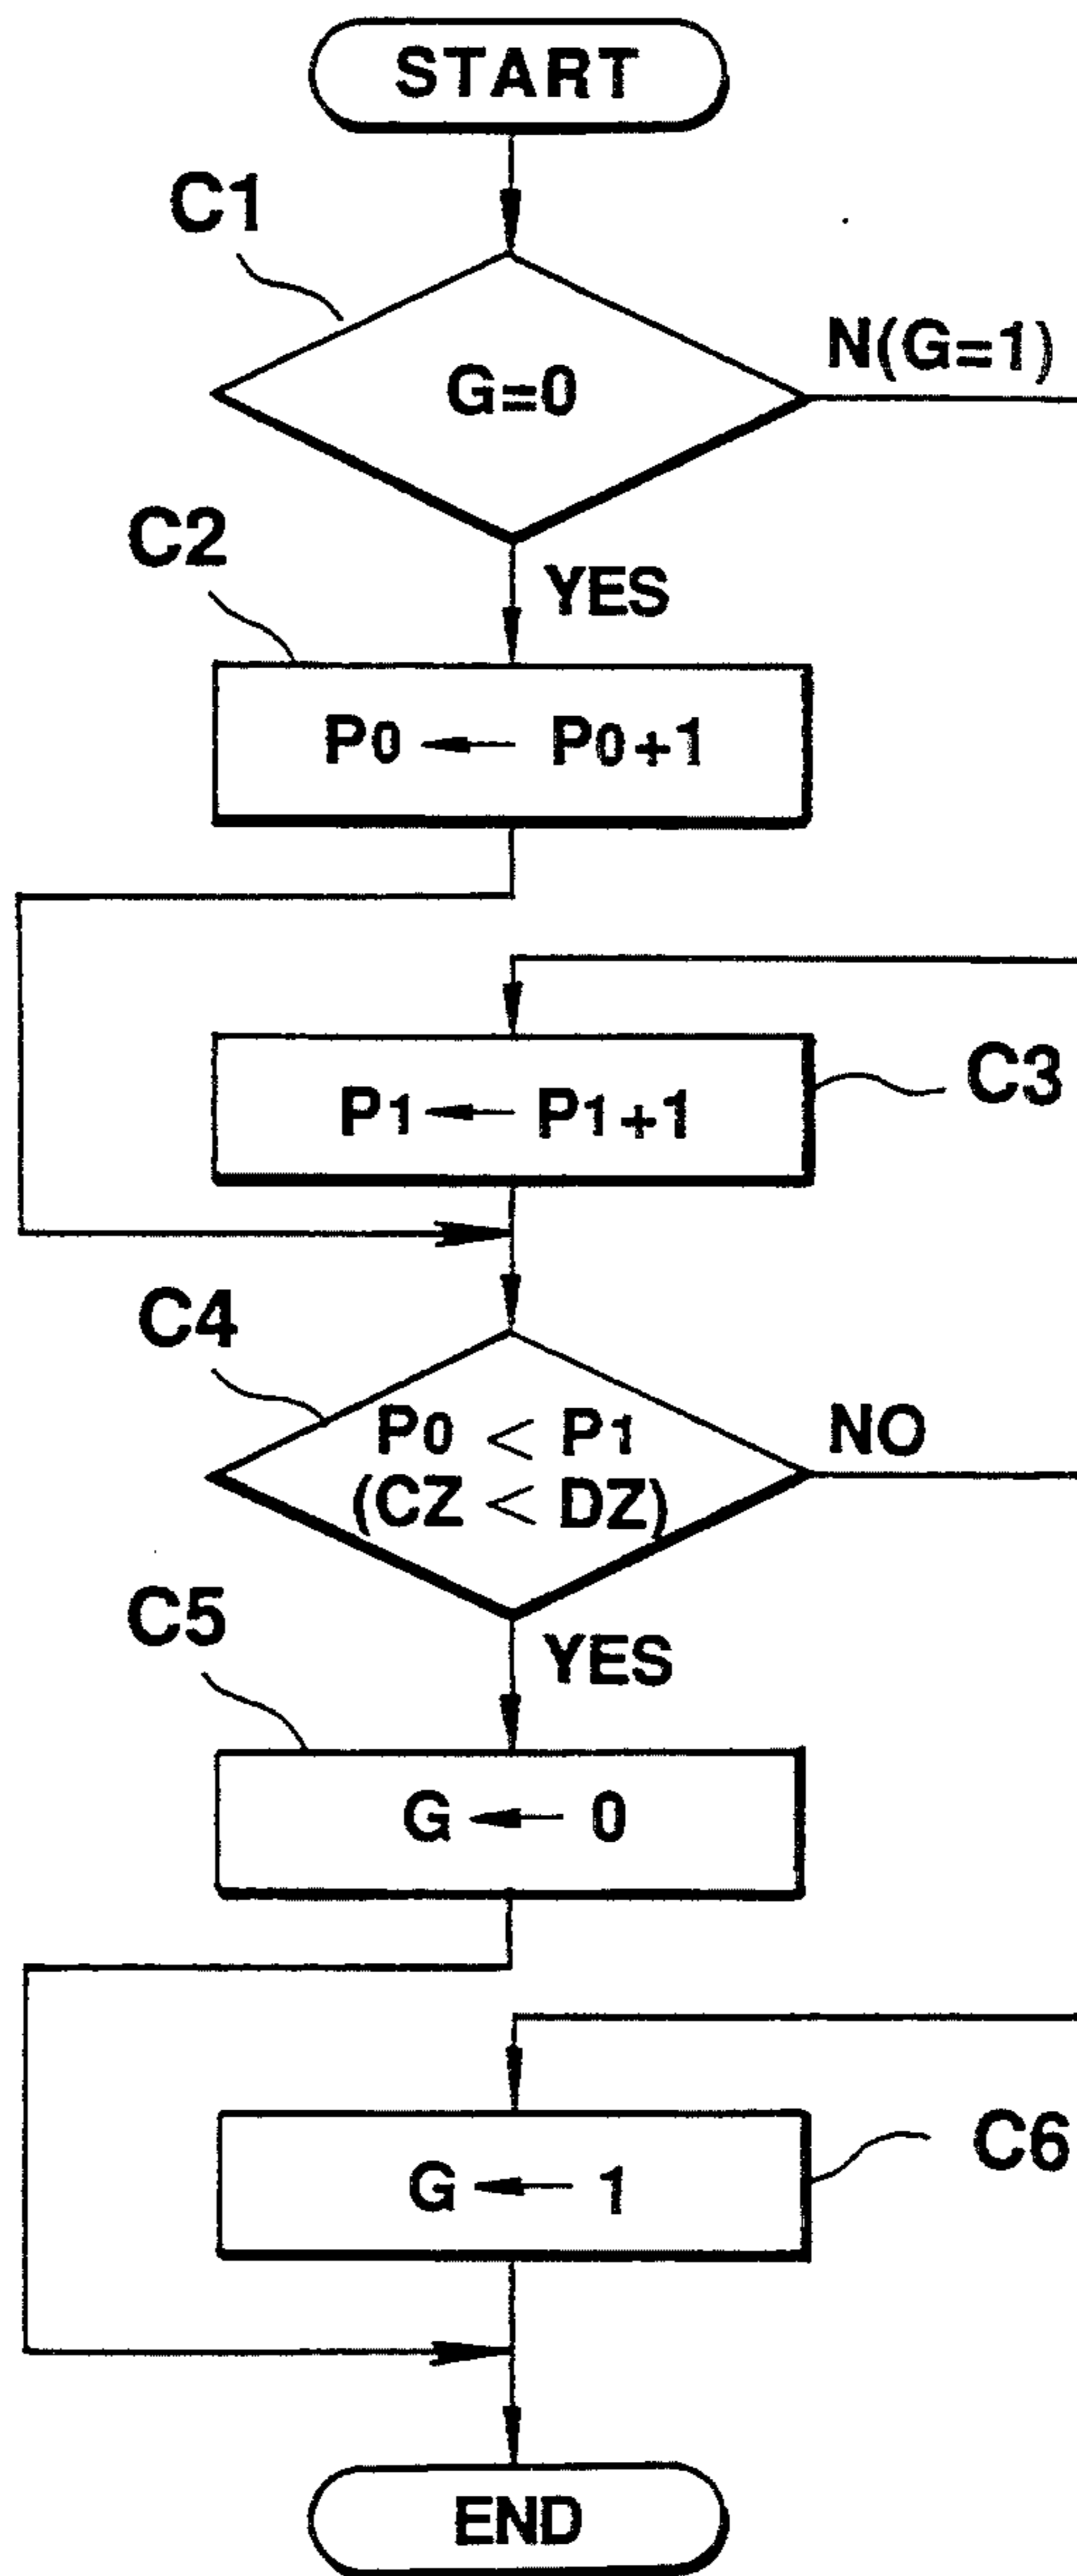 START
C1
G=0
N(G=1)
C2
YES
P0 ← P0+1
P1 ← P1+1
C3
C4
P0 < P1
(CZ < DZ)
NO
C5
YES
G ← 0
G ← 1
C6
END